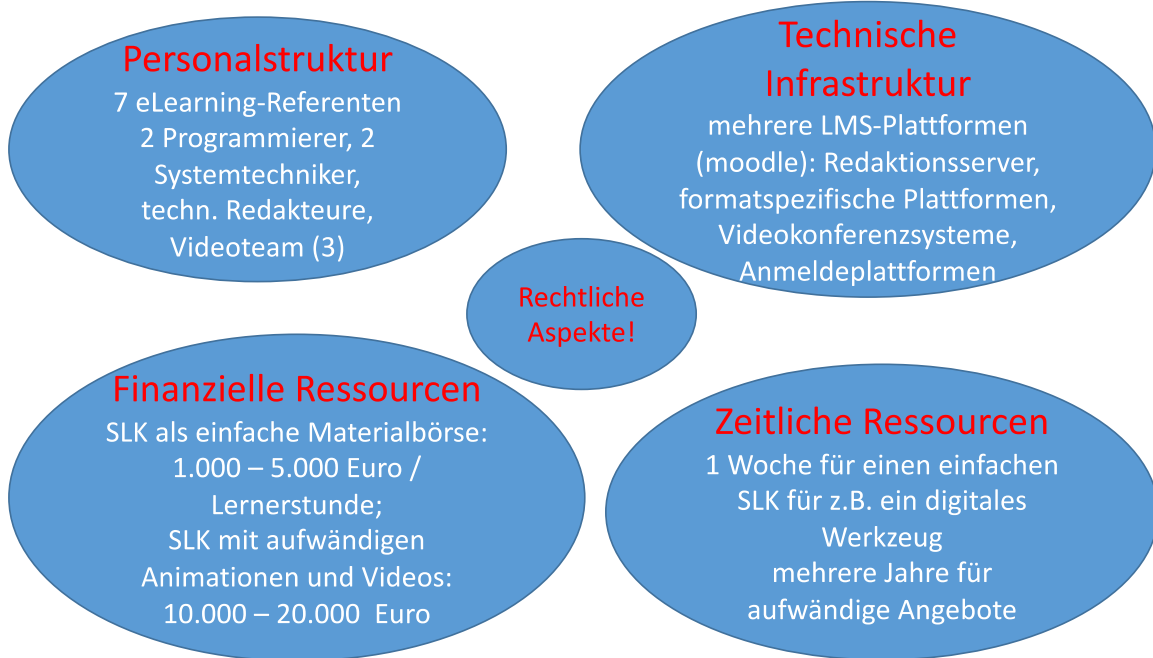 Personalstruktur
7 eLearning-Referenten
2 Programmierer, 2
Systemtechniker,
techn. Redakteure,
Videoteam (3)
Technische
Infrastruktur
mehrere LMS-Plattformen
(moodle): Redaktionsserver,
formatspezifische Plattformen,
Videokonferenzsysteme,
Anmeldeplattformen
Rechtliche
Aspekte!
Finanzielle Ressourcen
SLK als einfache Materialbörse:
1.000 – 5.000 Euro /
Lernerstunde;
SLK mit aufwändigen
Animationen und Videos:
10.000 – 20.000  Euro
Zeitliche Ressourcen
1 Woche für einen einfachen
SLK für z.B. ein digitales
Werkzeug
mehrere Jahre für
aufwändige Angebote